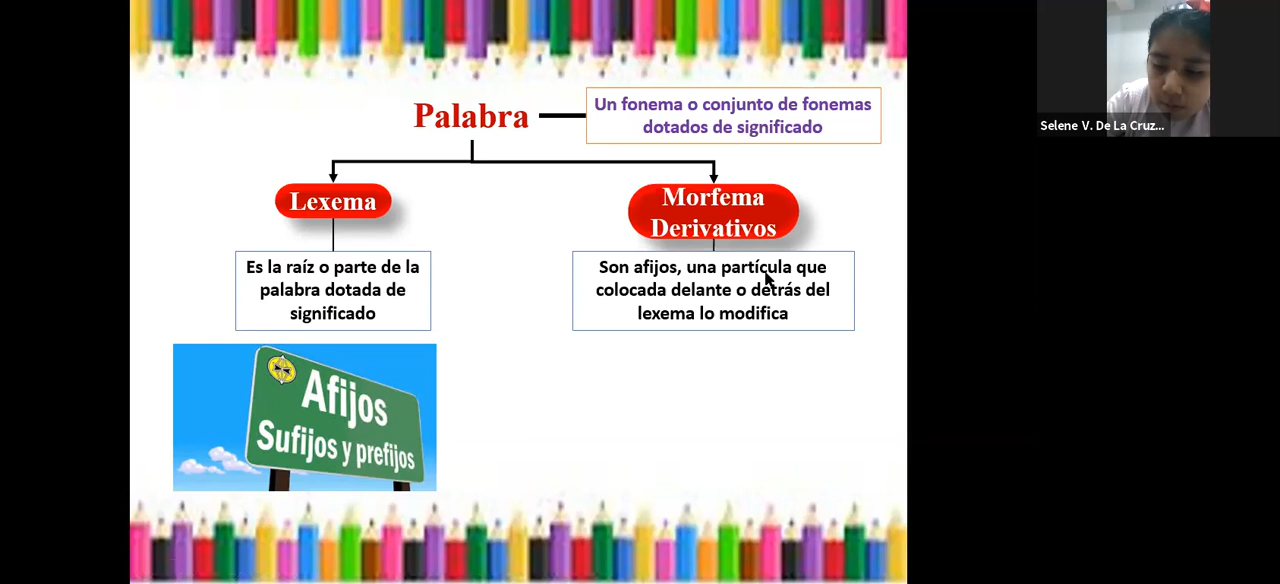 Palabra
Un fonema o conjunto de fonemas
dotados de significado
Lexema
Morfema
Derivativos
Es la raíz o parte de la
palabra dotada de
significado
Son afijos, una partícula que
colocada delante o detrás del
lexema lo modifica
Afijos
Sufijos y prefijos
Selene V. De La Cruz...